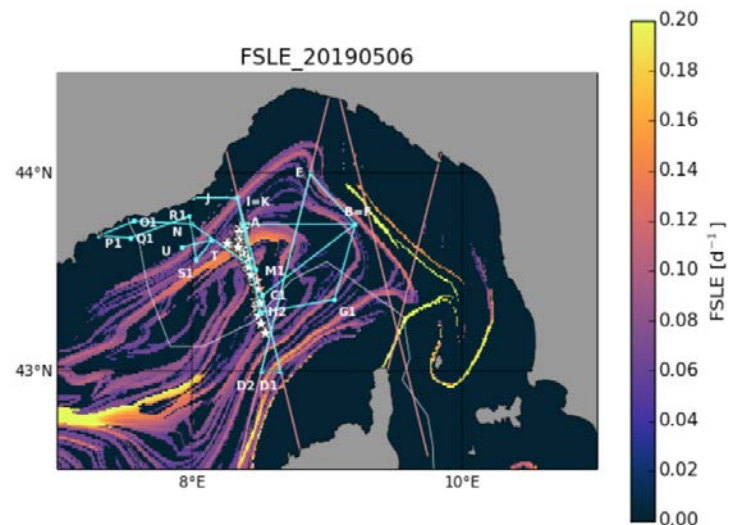 FSLE_20190506
0.20
0.18
0.16
0.14
0.12
0.10
0.08
0.06
0.04
0.02
0.00
FSLE [d⁻¹]
44°N
43°N
8°E
10°E
E
J
I=K
B=F
R1
A
O1
N
P1
Q1
U
T
S1
M1
C1
H2
G1
D2
D1